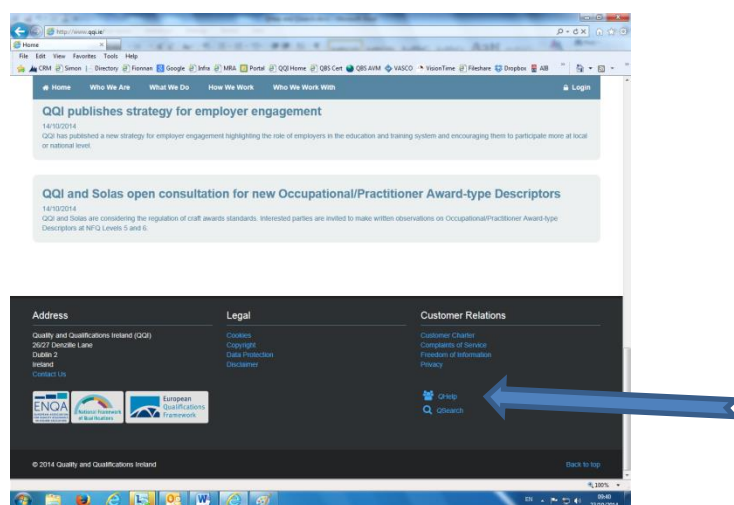 http://www.qqi.ie/
Home
File Edit View Favorites Tools Help
CRM Simon Directory Fionnan Google Infra MRA Portal QQI Home QBS Cert QBS AVM VASCO VisionTime Fileshare Dropbox AIB
Home Who We Are What We Do How We Work Who We Work With Login
QQI publishes strategy for employer engagement
14/10/2014
QQI has published a new strategy for employer engagement highlighting the role of employers in the education and training system and encouraging them to participate more at local
or national level.
QQI and Solas open consultation for new Occupational/Practitioner Award-type Descriptors
14/10/2014
QQI and Solas are considering the regulation of craft awards standards. Interested parties are invited to make written observations on Occupational/Practitioner Award-type
Descriptors at NFQ Levels 5 and 6.
Address Legal Customer Relations
Quality and Qualifications Ireland (QQI) Cookies Customer Charter
26/27 Denzille Lane Copyright Complaints of Service
Dublin 2 Data Protection Freedom of Information
Ireland Disclaimer Privacy
Contact Us
ENQA
National Framework
of Qualifications
European
Qualifications
Framework
QHelp
QSearch
© 2014 Quality and Qualifications Ireland Back to top
100%
EN 09:40